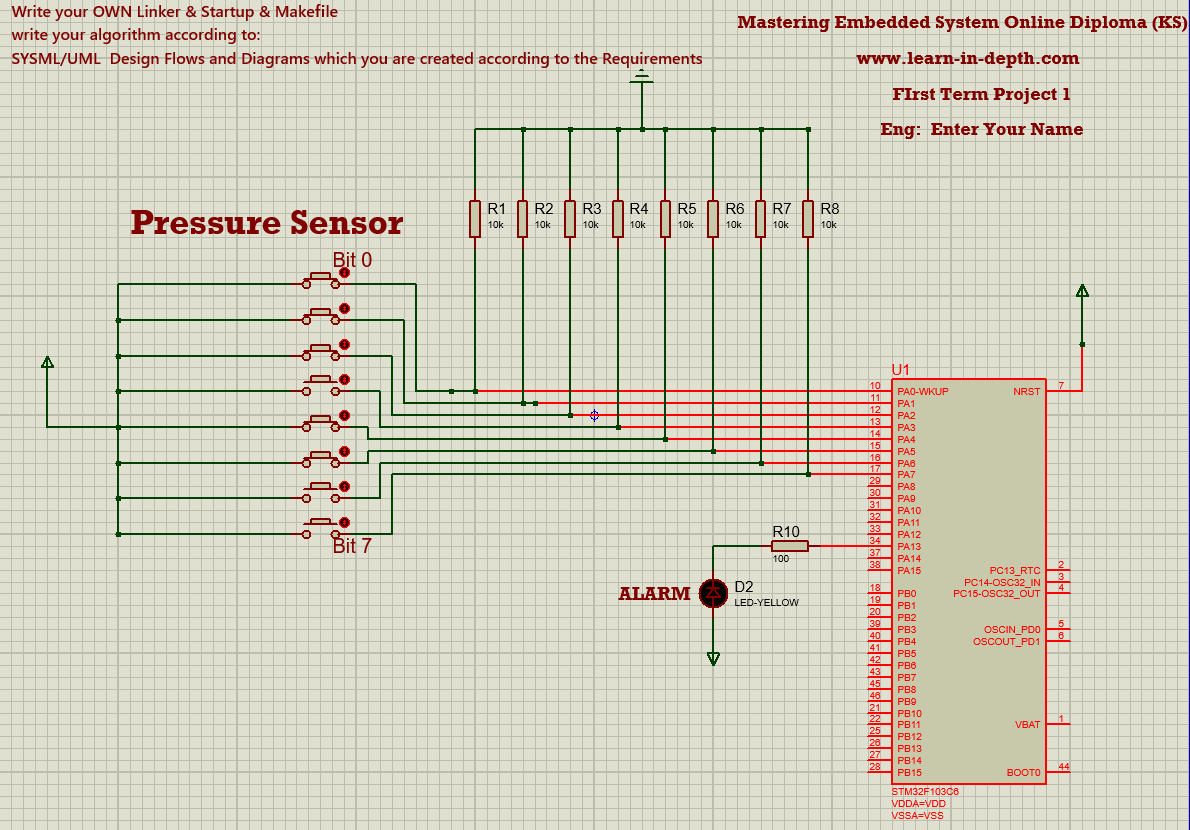 Write your OWN Linker & Startup & Makefile
write your algorithm according to:
SYSML/UML  Design Flows and Diagrams which you are created according to the Requirements
Mastering Embedded System Online Diploma (KS)
www.learn-in-depth.com
FIrst Term Project 1
Eng:  Enter Your Name
R1 R2 R3 R4 R5 R6 R7 R8
10k 10k 10k 10k 10k 10k 10k 10k
Pressure Sensor
Bit 0
Bit 7
U1
10 PA0-WKUP NRST 7
11 PA1
12 PA2
13 PA3
14 PA4
15 PA5
16 PA6
17 PA7
29 PA8
30 PA9
31 PA10
32 PA11
33 PA12
34 PA13
37 PA14
38 PA15
R10
100
ALARM
D2
LED-YELLOW
PC13_RTC 2
PC14-OSC32_IN 3
PC15-OSC32_OUT 4
18 PB0
19 PB1
20 PB2
39 PB3 OSCIN_PD0 5
40 PB4 OSCOUT_PD1 6
41 PB5
42 PB6
43 PB7
45 PB8
46 PB9
21 PB10
22 PB11 VBAT 1
25 PB12
26 PB13
27 PB14
28 PB15 BOOT0 44
STM32F103C6
VDDA=VDD
VSSA=VSS